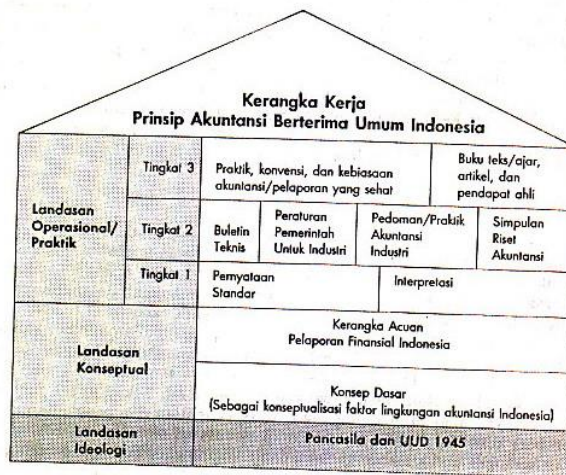 Kerangka Kerja
Prinsip Akuntansi Berterima Umum Indonesia
Landasan
Operasional/
Praktik
Tingkat 3
Praktik, konvensi, dan kebiasaan
akuntansi/pelaporan yang sehat
Buku teks/ajar,
artikel, dan
pendapat ahli
Tingkat 2
Buletin
Teknis
Peraturan
Pemerintah
Untuk Industri
Pedoman/Praktik
Akuntansi
Industri
Simpulan
Riset
Akuntansi
Tingkat 1
Pernyataan
Standar
Interpretasi
Landasan
Konseptual
Kerangka Acuan
Pelaporan Finansial Indonesia
Konsep Dasar
(Sebagai konseptualisasi faktor lingkungan akuntansi Indonesia)
Landasan
Ideologi
Pancasila dan UUD 1945